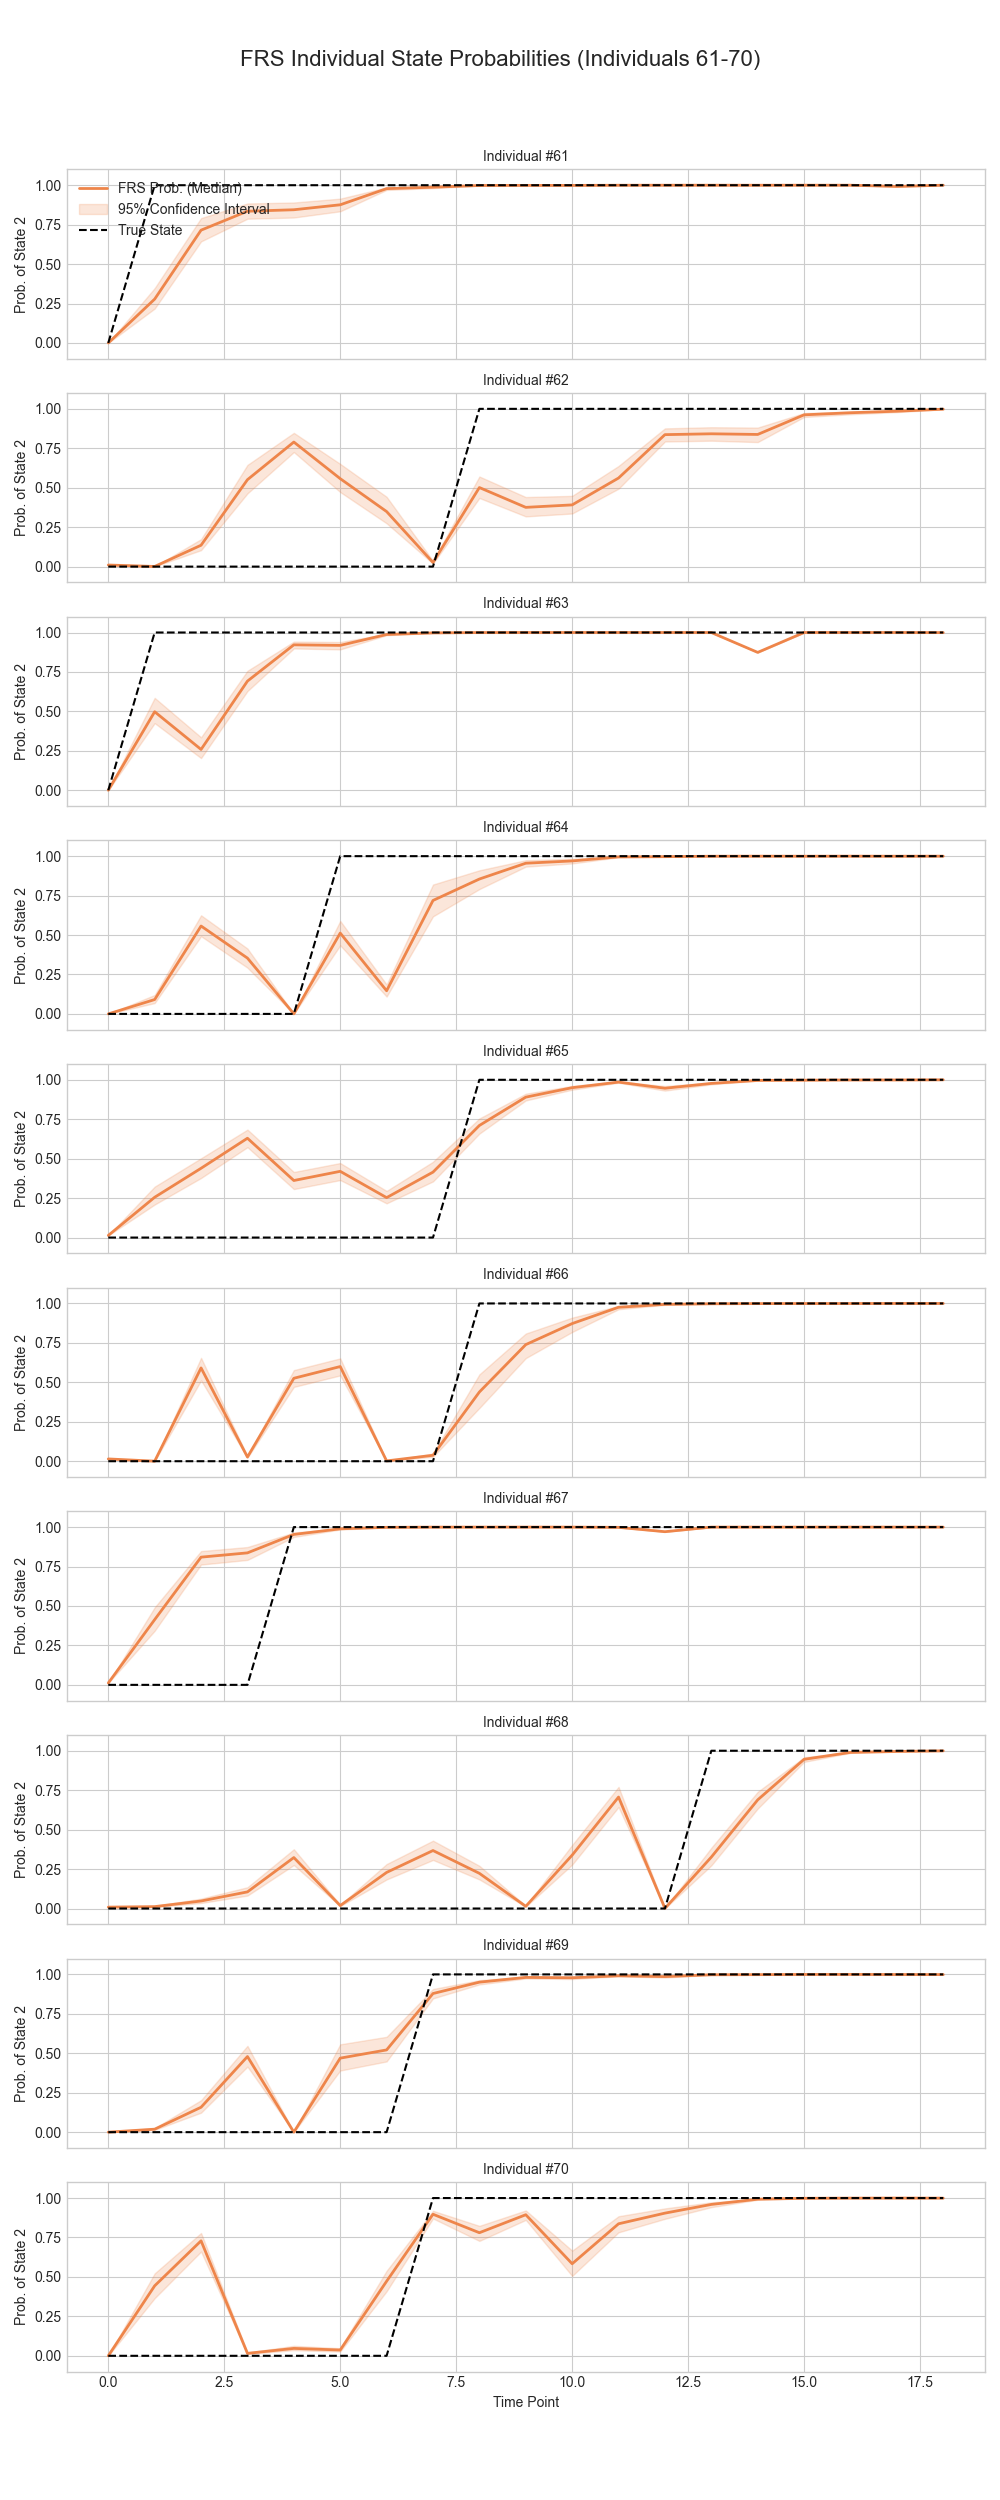 FRS Individual State Probabilities (Individuals 61-70)
Individual #61
Prob. of State 2
1.00
0.75
0.50
0.25
0.00
FRS Prob. (Median)
95% Confidence Interval
True State
Individual #62
Prob. of State 2
1.00
0.75
0.50
0.25
0.00
Individual #63
Prob. of State 2
1.00
0.75
0.50
0.25
0.00
Individual #64
Prob. of State 2
1.00
0.75
0.50
0.25
0.00
Individual #65
Prob. of State 2
1.00
0.75
0.50
0.25
0.00
Individual #66
Prob. of State 2
1.00
0.75
0.50
0.25
0.00
Individual #67
Prob. of State 2
1.00
0.75
0.50
0.25
0.00
Individual #68
Prob. of State 2
1.00
0.75
0.50
0.25
0.00
Individual #69
Prob. of State 2
1.00
0.75
0.50
0.25
0.00
Individual #70
Prob. of State 2
1.00
0.75
0.50
0.25
0.00
0.0 2.5 5.0 7.5 10.0 12.5 15.0 17.5
Time Point